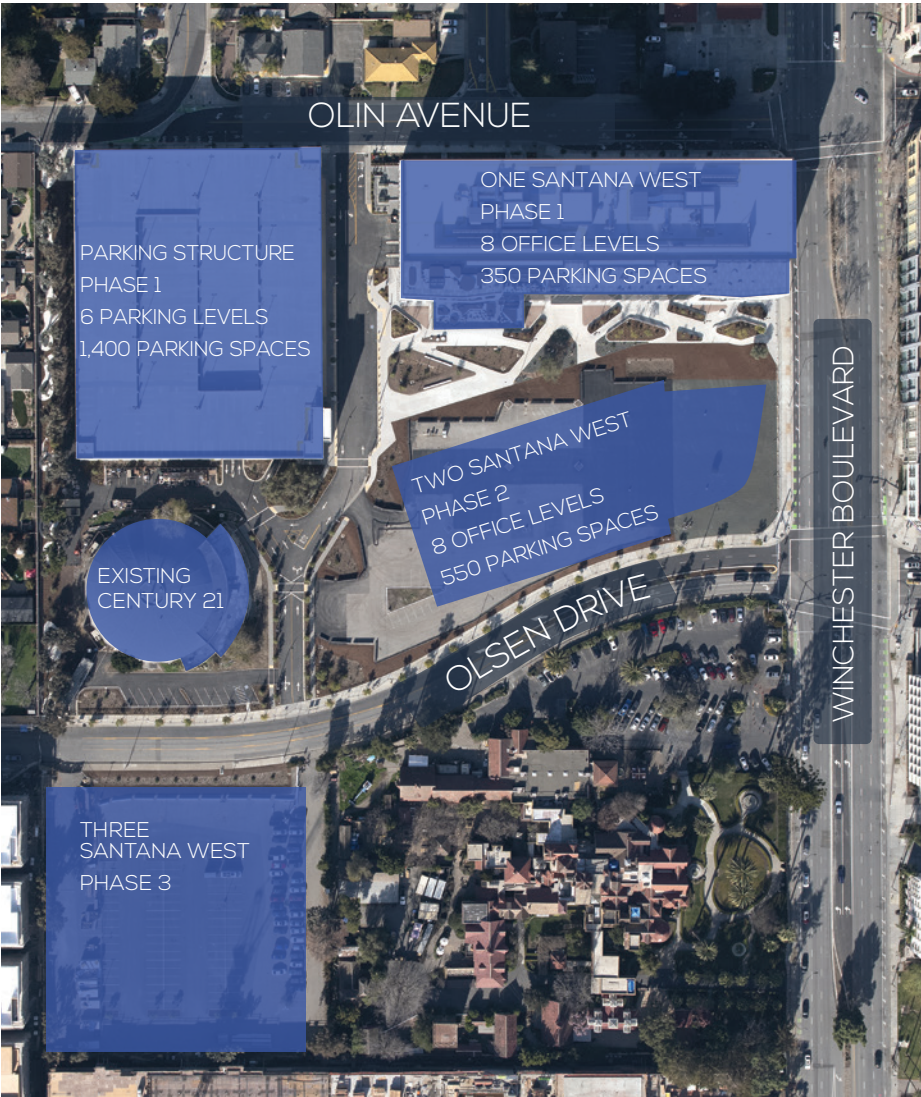 OLIN AVENUE
ONE SANTANA WEST
PHASE 1
8 OFFICE LEVELS
350 PARKING SPACES
PARKING STRUCTURE
PHASE 1
6 PARKING LEVELS
1,400 PARKING SPACES
TWO SANTANA WEST
PHASE 2
8 OFFICE LEVELS
550 PARKING SPACES
WINCHESTER BOULEVARD
EXISTING
CENTURY 21
OLSEN DRIVE
THREE
SANTANA WEST
PHASE 3